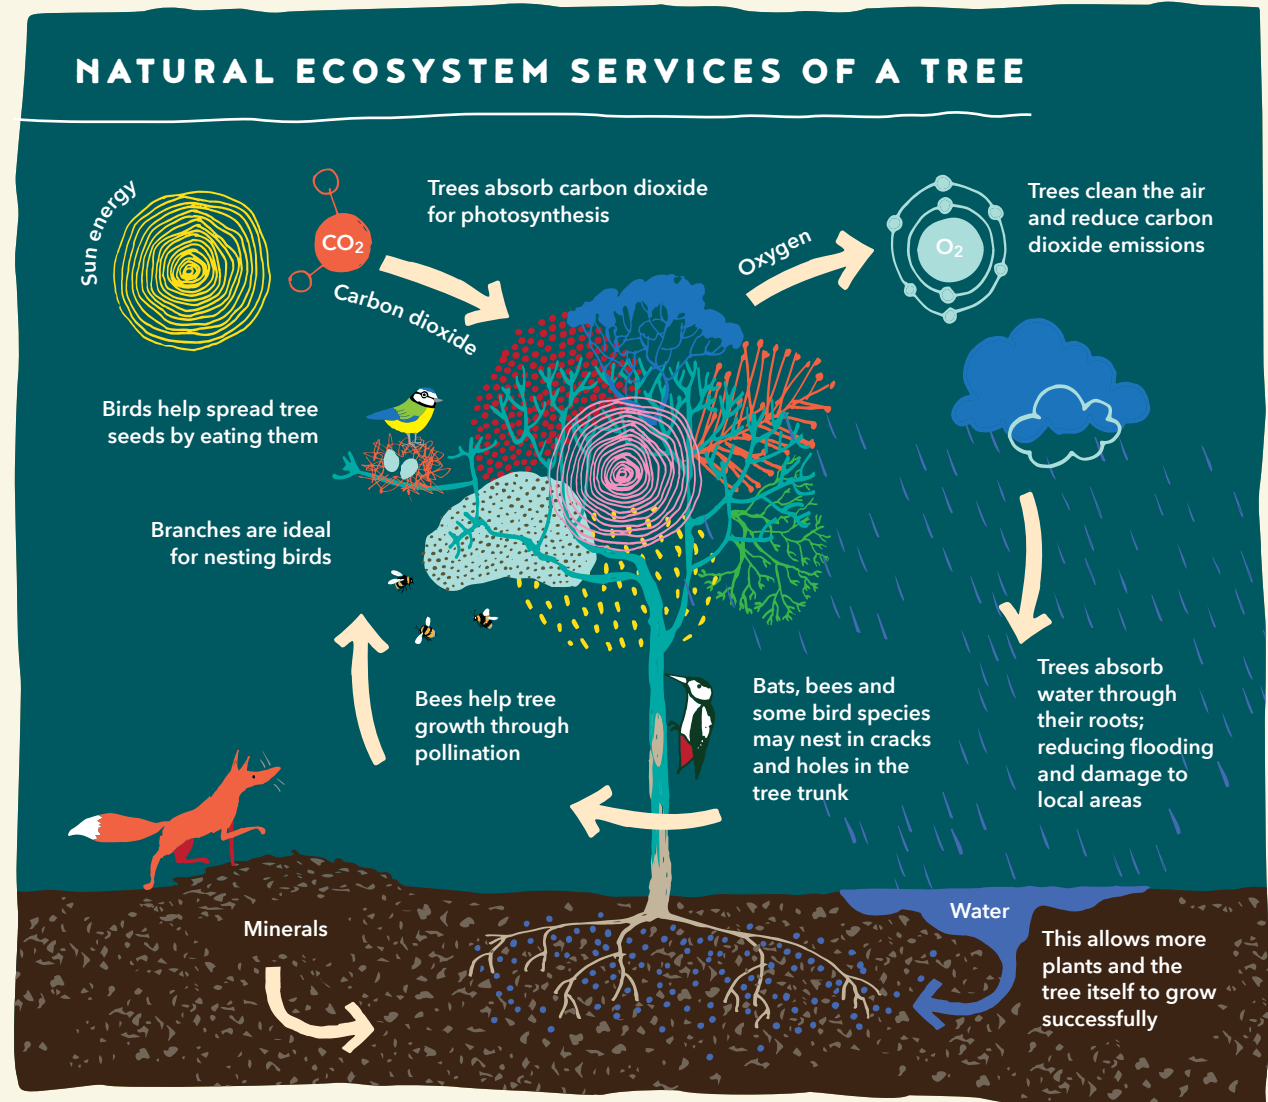 NATURAL ECOSYSTEM SERVICES OF A TREE
Sun energy
CO₂
Carbon dioxide
Trees absorb carbon dioxide
for photosynthesis
Oxygen
O₂
Trees clean the air
and reduce carbon
dioxide emissions
Birds help spread tree
seeds by eating them
Branches are ideal
for nesting birds
Bees help tree
growth through
pollination
Bats, bees and
some bird species
may nest in cracks
and holes in the
tree trunk
Trees absorb
water through
their roots;
reducing flooding
and damage to
local areas
Minerals
Water
This allows more
plants and the
tree itself to grow
successfully